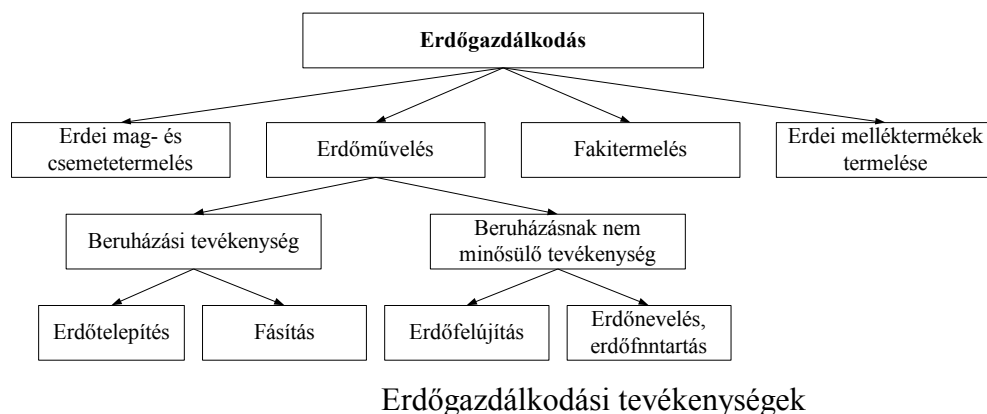 Erdőgazdálkodás
Erdei mag- és
csemetetermelés
Erdőművelés
Fakitermelés
Erdei melléktermékek
termelése
Beruházási tevékenység
Beruházásnak nem
minősülő tevékenység
Erdőtelepítés
Fásítás
Erdőfelújítás
Erdőnevelés,
erdőfnntartás
Erdőgazdálkodási tevékenységek